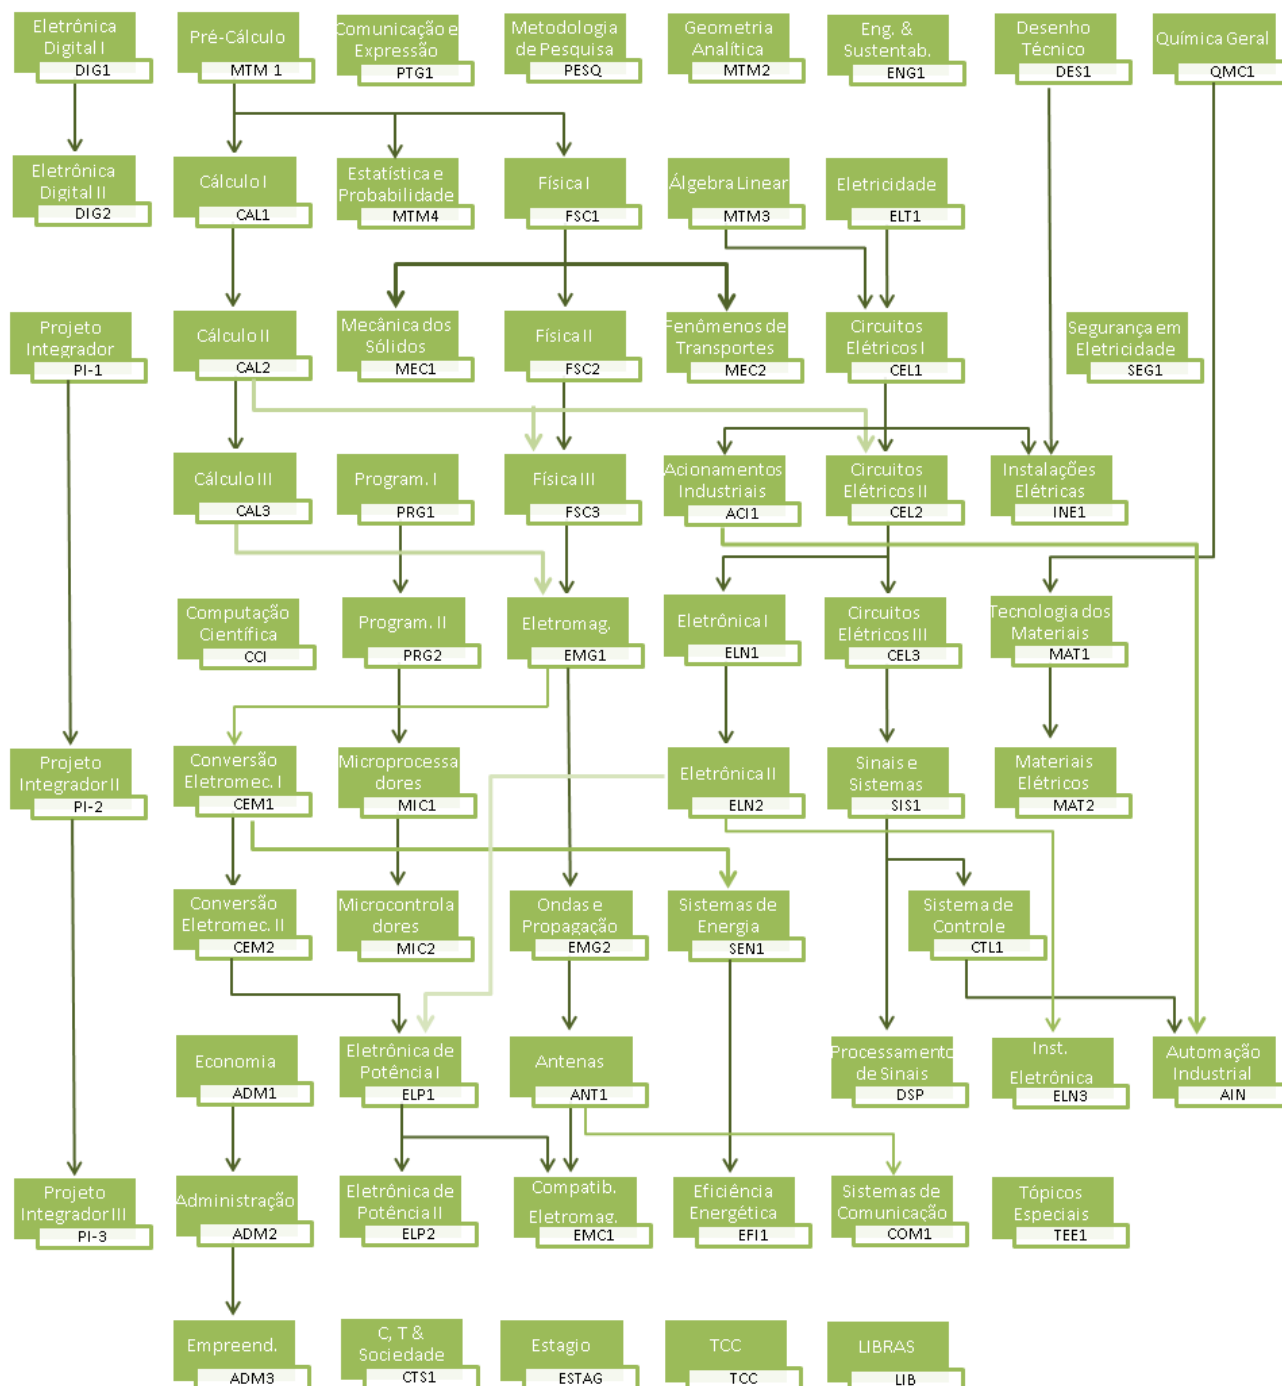 Eletrônica
Digital I
DIG1
Pré-Cálculo
MTM 1
Comunicação e
Expressão
PTG1
Metodologia
de Pesquisa
PESQ
Geometria
Analítica
MTM2
Eng. &
Sustentab.
ENG1
Desenho
Técnico
DES1
Química Geral
QMC1
Eletrônica
Digital II
DIG2
Cálculo I
CAL1
Estatística e
Probabilidade
MTM4
Física I
FSC1
Álgebra Linear
MTM3
Eletricidade
ELT1
Projeto
Integrador
PI-1
Cálculo II
CAL2
Mecânica dos
Sólidos
MEC1
Física II
FSC2
Fenômenos de
Transportes
MEC2
Circuitos
Elétricos I
CEL1
Segurança em
Eletricidade
SEG1
Cálculo III
CAL3
Program. I
PRG1
Física III
FSC3
Acionamentos
Industriais
ACI1
Circuitos
Elétricos II
CEL2
Instalações
Elétricas
INE1
Computação
Científica
CCI
Program. II
PRG2
Eletromag.
EMG1
Eletrônica I
ELN1
Circuitos
Elétricos III
CEL3
Tecnologia dos
Materiais
MAT1
Projeto
Integrador II
PI-2
Conversão
Eletromec. I
CEM1
Microprocessa
dores
MIC1
Eletrônica II
ELN2
Sinais e
Sistemas
SIS1
Materiais
Elétricos
MAT2
Conversão
Eletromec. II
CEM2
Microcontrola
dores
MIC2
Ondas e
Propagação
EMG2
Sistemas de
Energia
SEN1
Sistema de
Controle
CTL1
Economia
ADM1
Eletrônica de
Potência I
ELP1
Antenas
ANT1
Processamento
de Sinais
DSP
Inst.
Eletrônica
ELN3
Automação
Industrial
AIN
Projeto
Integrador III
PI-3
Administração
ADM2
Eletrônica de
Potência II
ELP2
Compatib.
Eletromag.
EMC1
Eficiência
Energética
EFI1
Sistemas de
Comunicação
COM1
Tópicos
Especiais
TEE1
Empreend.
ADM3
C, T &
Sociedade
CTS1
Estagio
ESTAG
TCC
TCC
LIBRAS
LIB